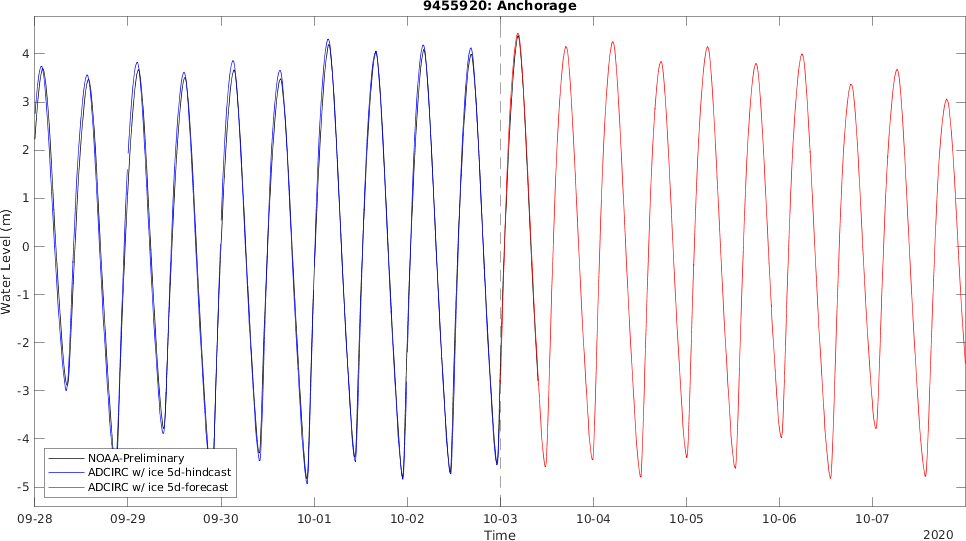 9455920: Anchorage
Water Level (m)
4
3
2
1
0
-1
-2
-3
-4
-5
NOAA-Preliminary
ADCIRC w/ ice 5d-hindcast
ADCIRC w/ ice 5d-forecast
09-28 09-29 09-30 10-01 10-02 10-03 10-04 10-05 10-06 10-07
Time
2020